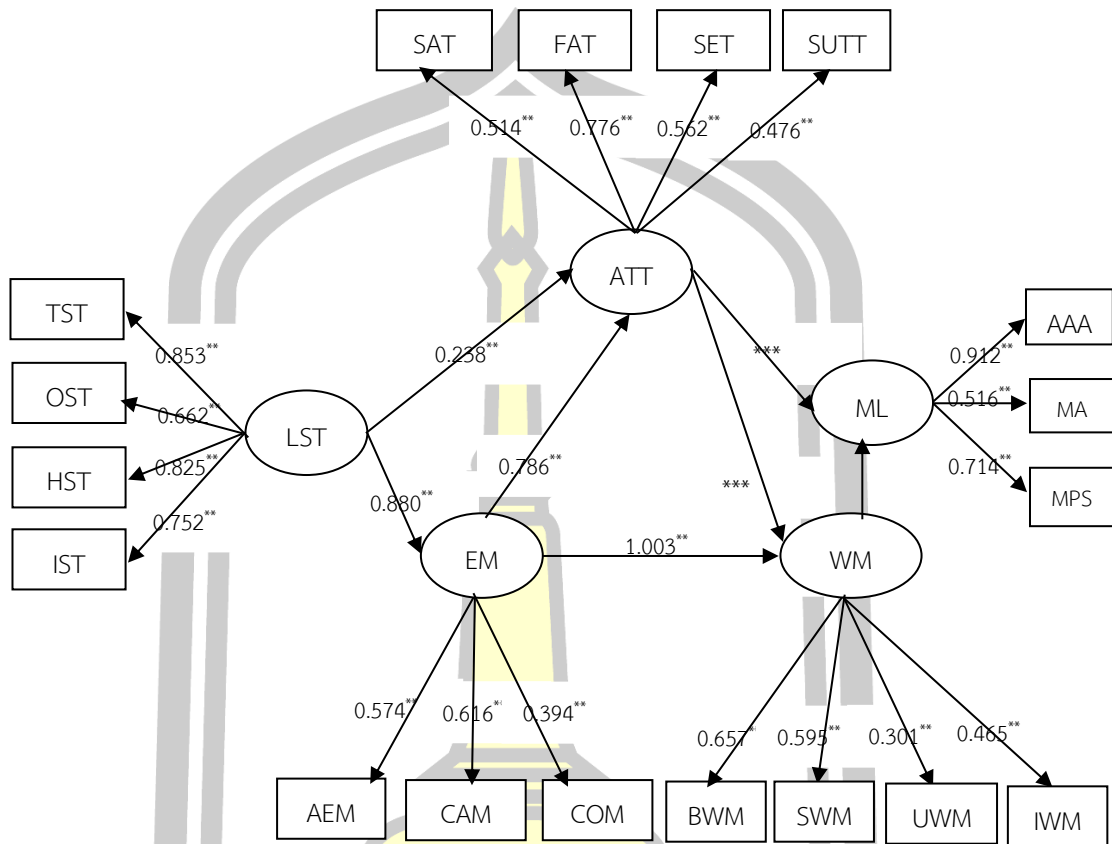 SAT FAT SET SUTT
0.514** 0.776** 0.562** 0.476**
ATT
TST
AAA
0.853**
0.238**
***
0.912**
OST
0.662**
LST
ML
0.516**
MA
HST
0.825**
0.786**
0.714**
0.752**
0.880**
***
MPS
IST
EM
1.003**
WM
0.574** 0.616** 0.394**
0.657* 0.595** 0.301** 0.465**
AEM CAM COM BWM SWM UWM IWM